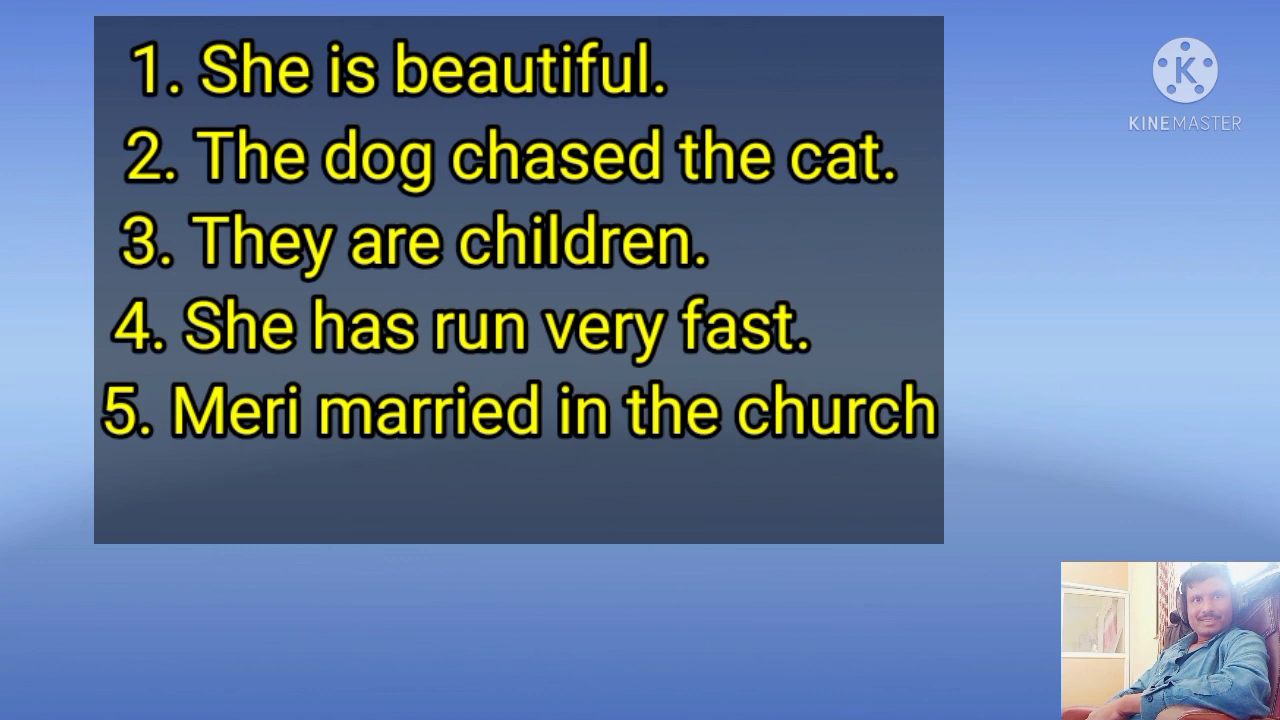 1. She is beautiful.
2. The dog chased the cat.
3. They are children.
4. She has run very fast.
5. Meri married in the church
K
KINEMASTER